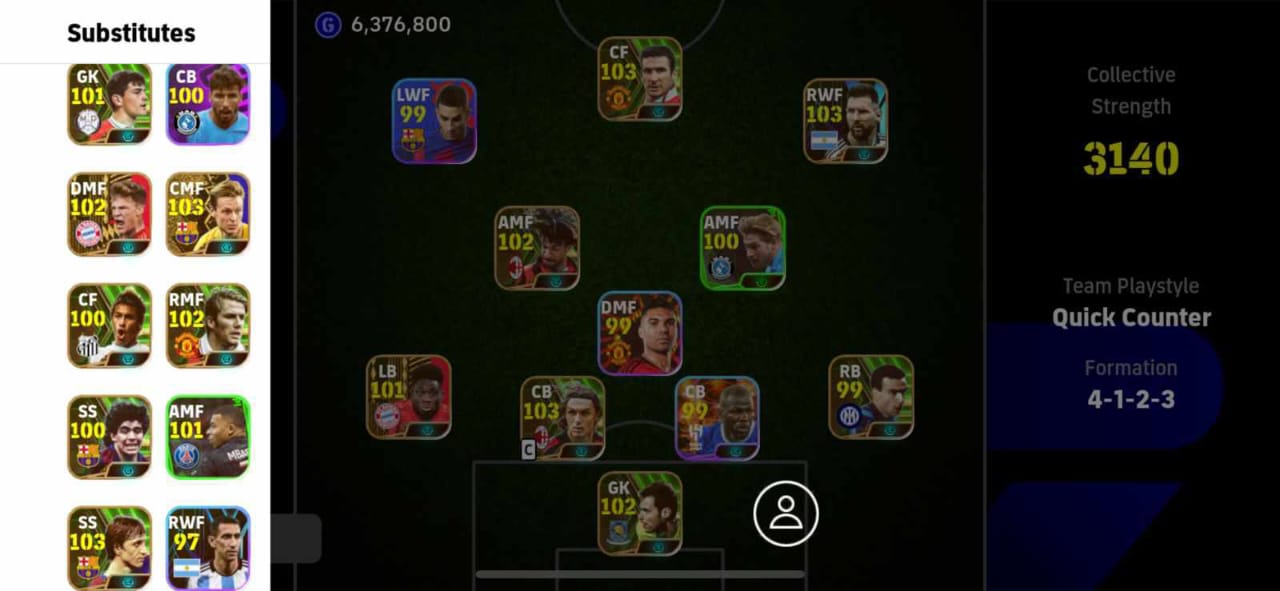 Substitutes
GK
101
CB
100
DMF
102
CMF
103
CF
100
RMF
102
SS
100
AMF
101
SS
103
RWF
97
G 6,376,800
CF
103
LWF
99
RWF
103
AMF
102
AMF
100
DMF
99
LB
101
CB
103
C
CB
99
RB
99
GK
102
Collective
Strength
3140
Team Playstyle
Quick Counter
Formation
4-1-2-3